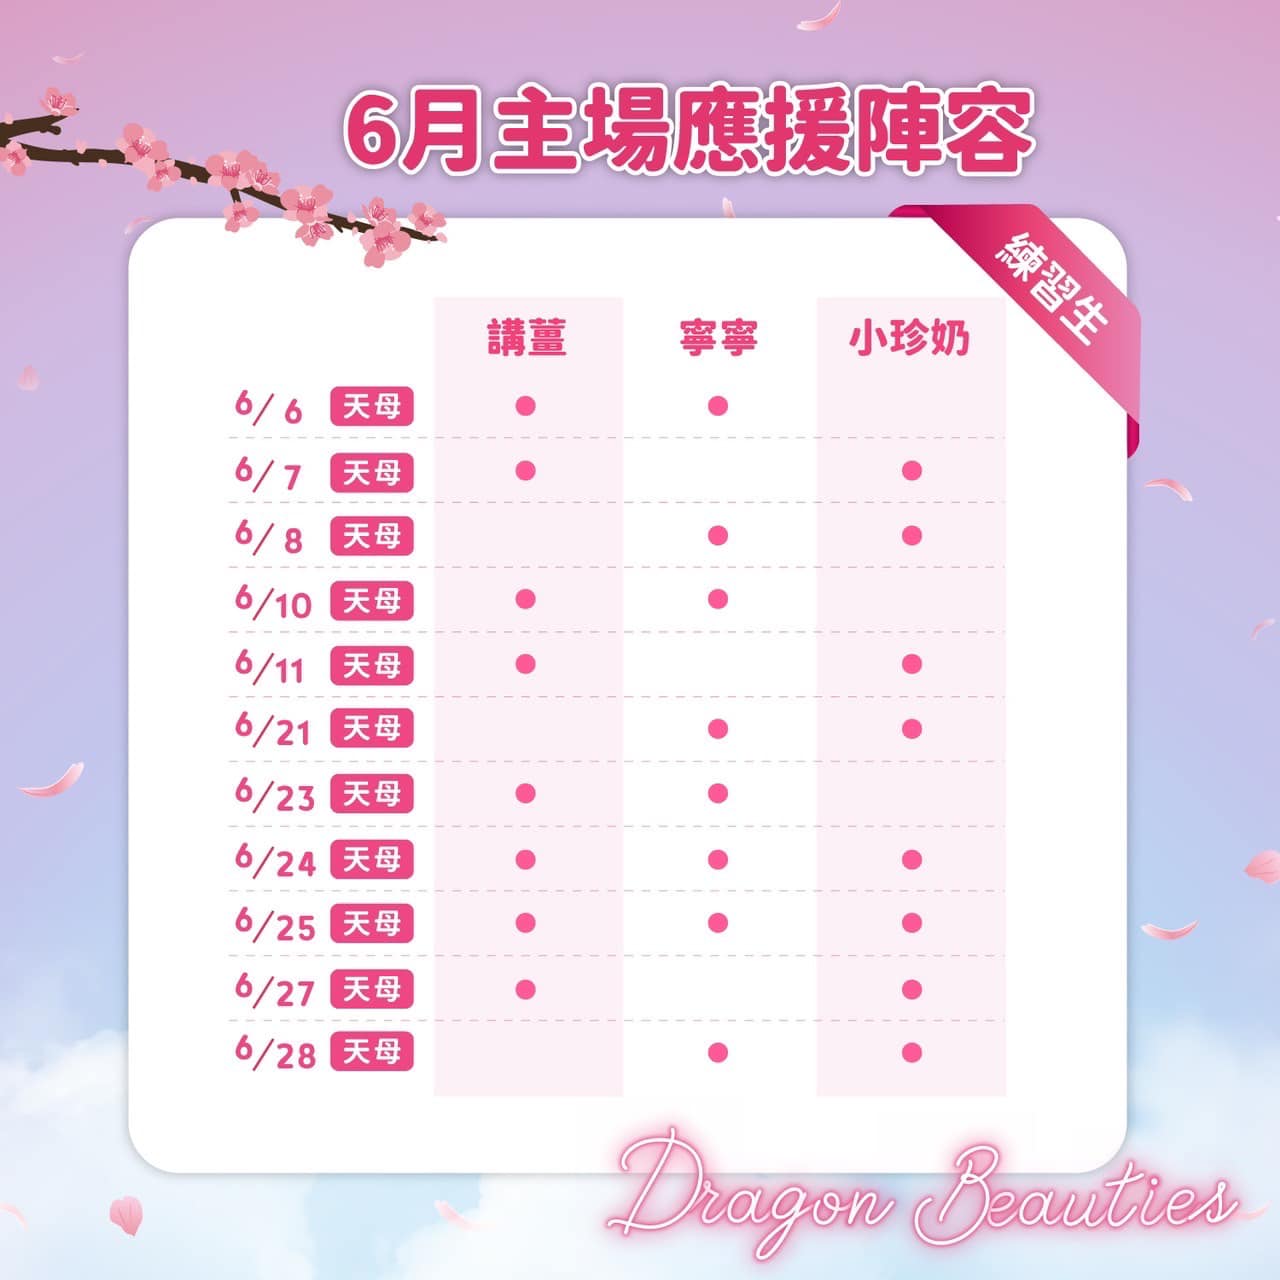 6月主場應援陣容
練習生
講薑 寧寧 小珍奶
6/6 天母 ● ●
6/7 天母 ● ●
6/8 天母 ● ●
6/10 天母 ● ●
6/11 天母 ● ●
6/21 天母 ● ●
6/23 天母 ● ●
6/24 天母 ● ● ●
6/25 天母 ● ● ●
6/27 天母 ● ●
6/28 天母 ● ●
Dragon Beauties